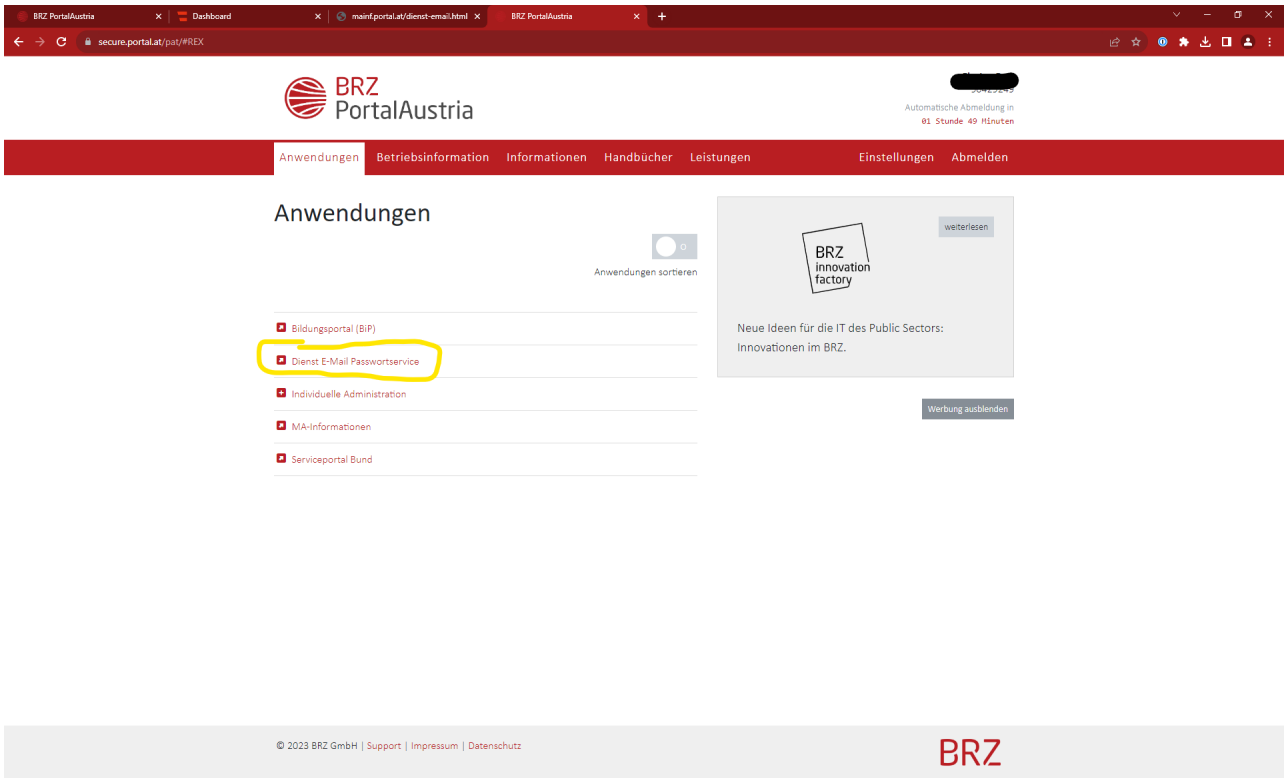 BRZ PortalAustria
Dashboard
mainf.portal.at/dienst-email.html
BRZ PortalAustria
secure.portal.at/pat/#REX
BRZ
PortalAustria
Automatische Abmeldung in
01 Stunde 49 Minuten
Anwendungen Betriebsinformation Informationen Handbücher Leistungen Einstellungen Abmelden
Anwendungen
Anwendungen sortieren
Bildungsportal (BiP)
Dienst E-Mail Passwortservice
Individuelle Administration
MA-Informationen
Serviceportal Bund
weiterlesen
BRZ
innovation
factory
Neue Ideen für die IT des Public Sectors:
Innovationen im BRZ.
Werbung ausblenden
© 2023 BRZ GmbH | Support | Impressum | Datenschutz
BRZ